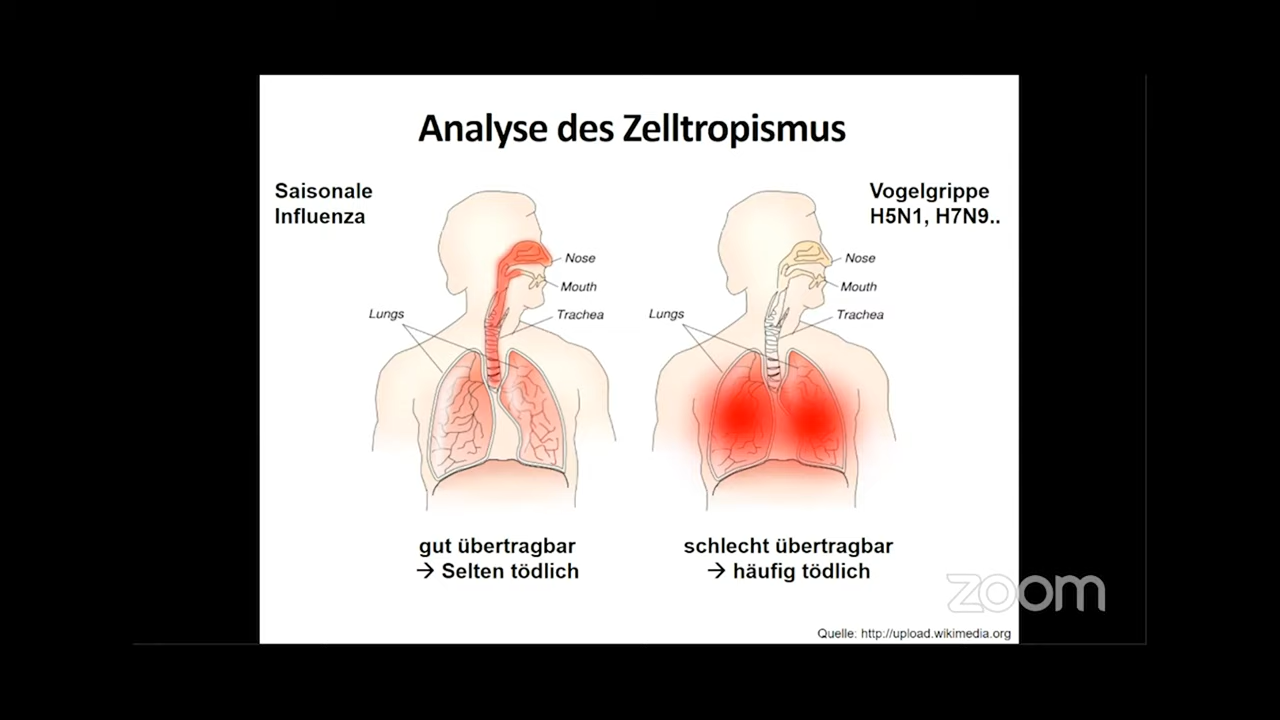 Analyse des Zelltropismus
Saisonale
Influenza
Nose
Mouth
Trachea
Lungs
gut übertragbar
→ Selten tödlich
Vogelgrippe
H5N1, H7N9..
Nose
Mouth
Trachea
Lungs
schlecht übertragbar
→ häufig tödlich
zoom
Quelle: http://upload.wikimedia.org